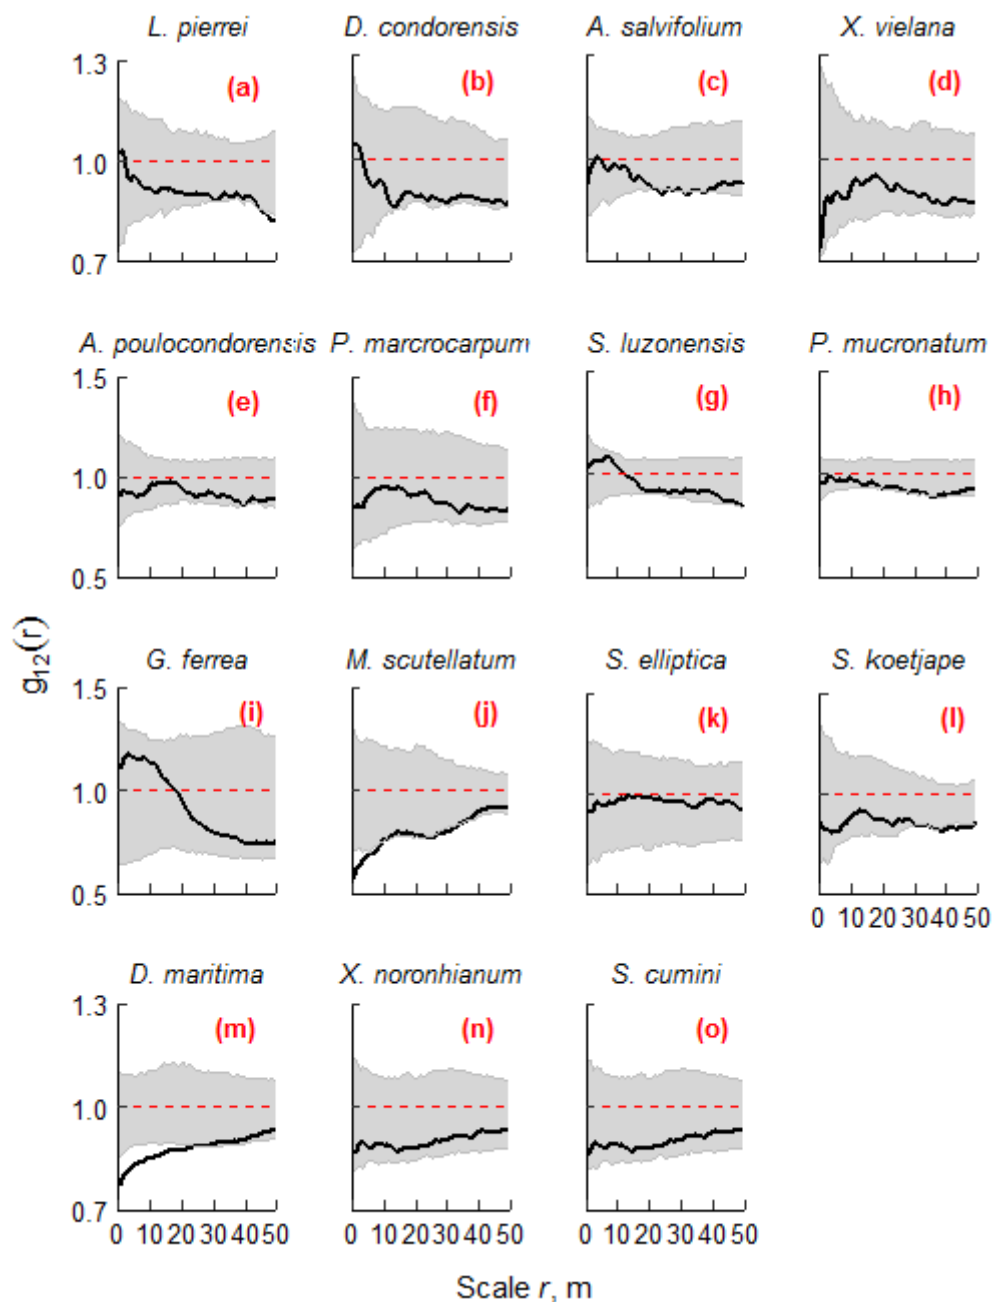 L. pierrei D. condorensis A. salvifolium X. vielana
1.3 (a) (b) (c) (d)
1.0
0.7
A. poulocondorensis P. marcrocarpum S. luzonensis P. mucronatum
1.5 (e) (f) (g) (h)
1.0
0.5
g12(r)
G. ferrea M. scutellatum S. elliptica S. koetjape
1.5 (i) (j) (k) (l)
1.0
0.5
0 10 20 30 40 50
D. maritima X. noronhianum S. cumini
1.3 (m) (n) (o)
1.0
0.7
0 10 20 30 40 50 0 10 20 30 40 50 0 10 20 30 40 50
Scale r, m